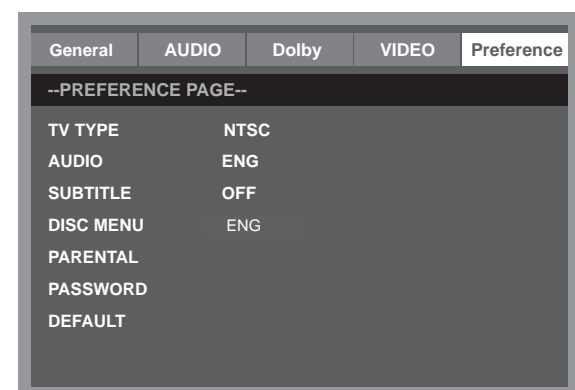 General AUDIO Dolby VIDEO Preference
--PREFERENCE PAGE--
TV TYPE NTSC
AUDIO ENG
SUBTITLE OFF
DISC MENU ENG
PARENTAL
PASSWORD
DEFAULT